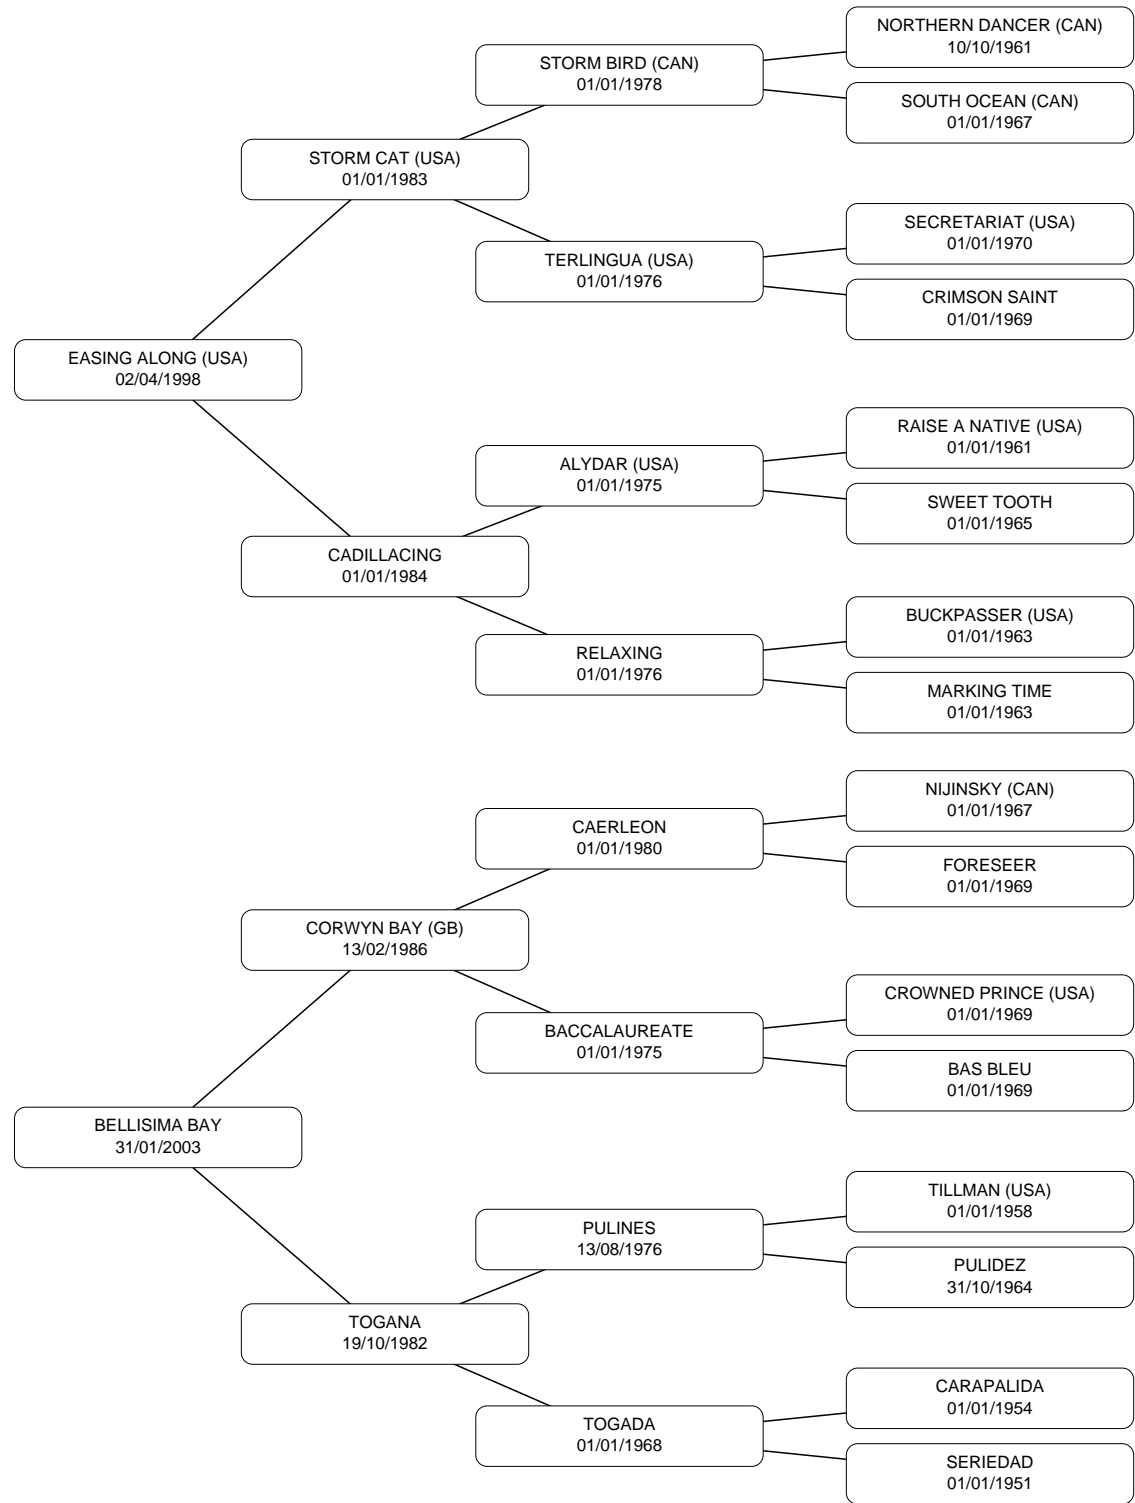 NORTHERN DANCER (CAN)
10/10/1961
STORM BIRD (CAN)
01/01/1978
SOUTH OCEAN (CAN)
01/01/1967
STORM CAT (USA)
01/01/1983
SECRETARIAT (USA)
01/01/1970
TERLINGUA (USA)
01/01/1976
CRIMSON SAINT
01/01/1969
EASING ALONG (USA)
02/04/1998
RAISE A NATIVE (USA)
01/01/1961
ALYDAR (USA)
01/01/1975
SWEET TOOTH
01/01/1965
CADILLACING
01/01/1984
BUCKPASSER (USA)
01/01/1963
RELAXING
01/01/1976
MARKING TIME
01/01/1963
NIJINSKY (CAN)
01/01/1967
CAERLEON
01/01/1980
FORESEER
01/01/1969
CORWYN BAY (GB)
13/02/1986
CROWNED PRINCE (USA)
01/01/1969
BACCALAUREATE
01/01/1975
BAS BLEU
01/01/1969
BELLISIMA BAY
31/01/2003
TILLMAN (USA)
01/01/1958
PULINES
13/08/1976
PULIDEZ
31/10/1964
TOGANA
19/10/1982
CARAPALIDA
01/01/1954
TOGADA
01/01/1968
SERIEDAD
01/01/1951